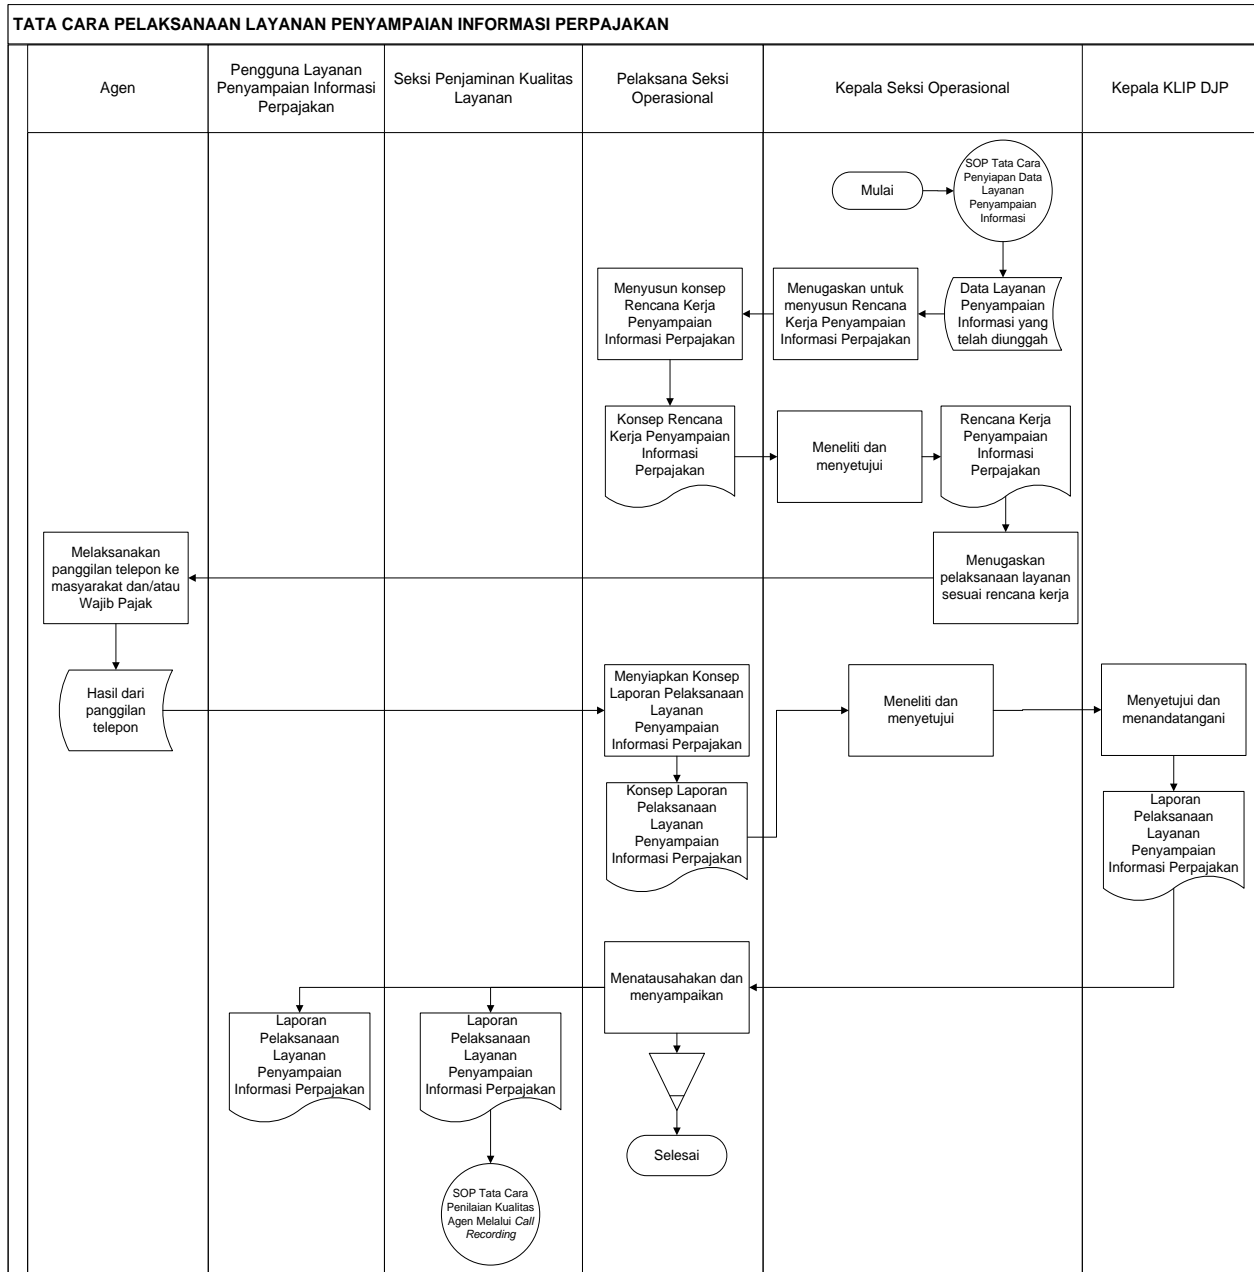 TATA CARA PELAKSANAAN LAYANAN PENYAMPAIAN INFORMASI PERPAJAKAN
Agen
Pengguna Layanan
Penyampaian Informasi
Perpajakan
Seksi Penjaminan Kualitas
Layanan
Pelaksana Seksi
Operasional
Kepala Seksi Operasional
Kepala KLIP DJP
Mulai
SOP Tata Cara
Penyiapan Data
Layanan
Penyampaian
Informasi
Data Layanan
Penyampaian
Informasi yang
telah diunggah
Menugaskan untuk
menyusun Rencana
Kerja Penyampaian
Informasi Perpajakan
Menyusun konsep
Rencana Kerja
Penyampaian
Informasi Perpajakan
Konsep Rencana
Kerja Penyampaian
Informasi
Perpajakan
Meneliti dan
menyetujui
Rencana Kerja
Penyampaian
Informasi
Perpajakan
Menugaskan
pelaksanaan layanan
sesuai rencana kerja
Melaksanakan
panggilan telepon ke
masyarakat dan/atau
Wajib Pajak
Hasil dari
panggilan
telepon
Menyiapkan Konsep
Laporan Pelaksanaan
Layanan
Penyampaian
Informasi Perpajakan
Konsep Laporan
Pelaksanaan
Layanan
Penyampaian
Informasi Perpajakan
Meneliti dan
menyetujui
Menyetujui dan
menandatangani
Laporan
Pelaksanaan
Layanan
Penyampaian
Informasi Perpajakan
Menatausahakan dan
menyampaikan
Laporan
Pelaksanaan
Layanan
Penyampaian
Informasi Perpajakan
Laporan
Pelaksanaan
Layanan
Penyampaian
Informasi Perpajakan
Selesai
SOP Tata Cara
Penilaian Kualitas
Agen Melalui Call
Recording